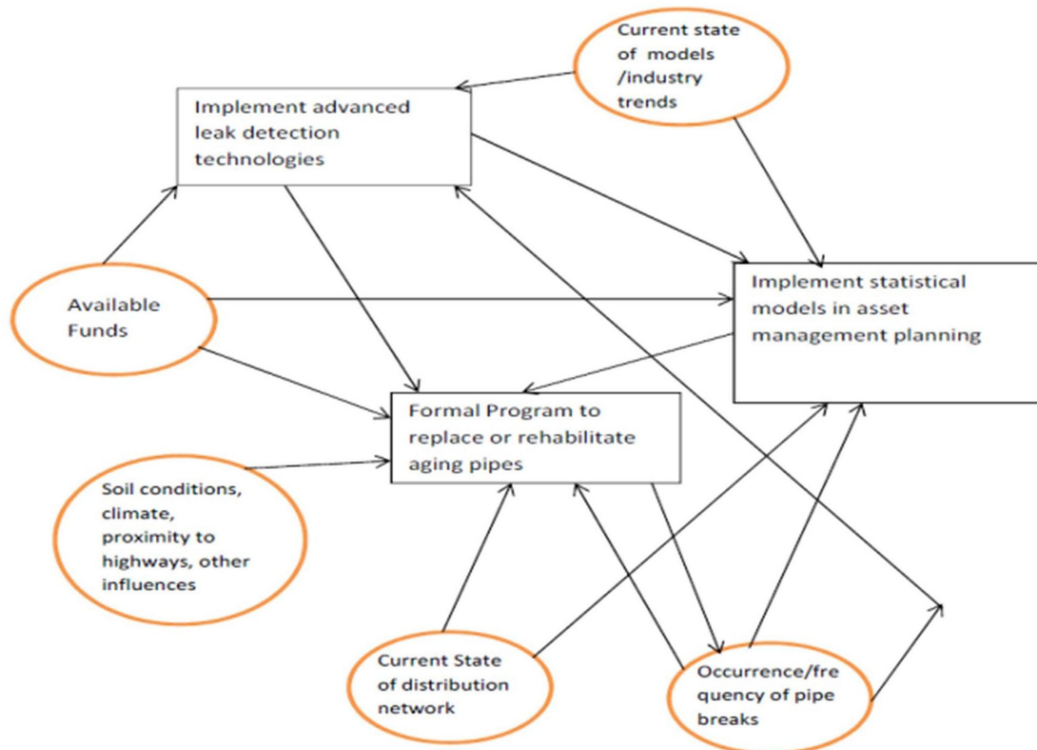 Current state
of models
/industry
trends
Implement advanced
leak detection
technologies
Implement statistical
models in asset
management planning
Available
Funds
Formal Program to
replace or rehabilitate
aging pipes
Soil conditions,
climate,
proximity to
highways, other
influences
Current State
of distribution
network
Occurrence/fre
quency of pipe
breaks